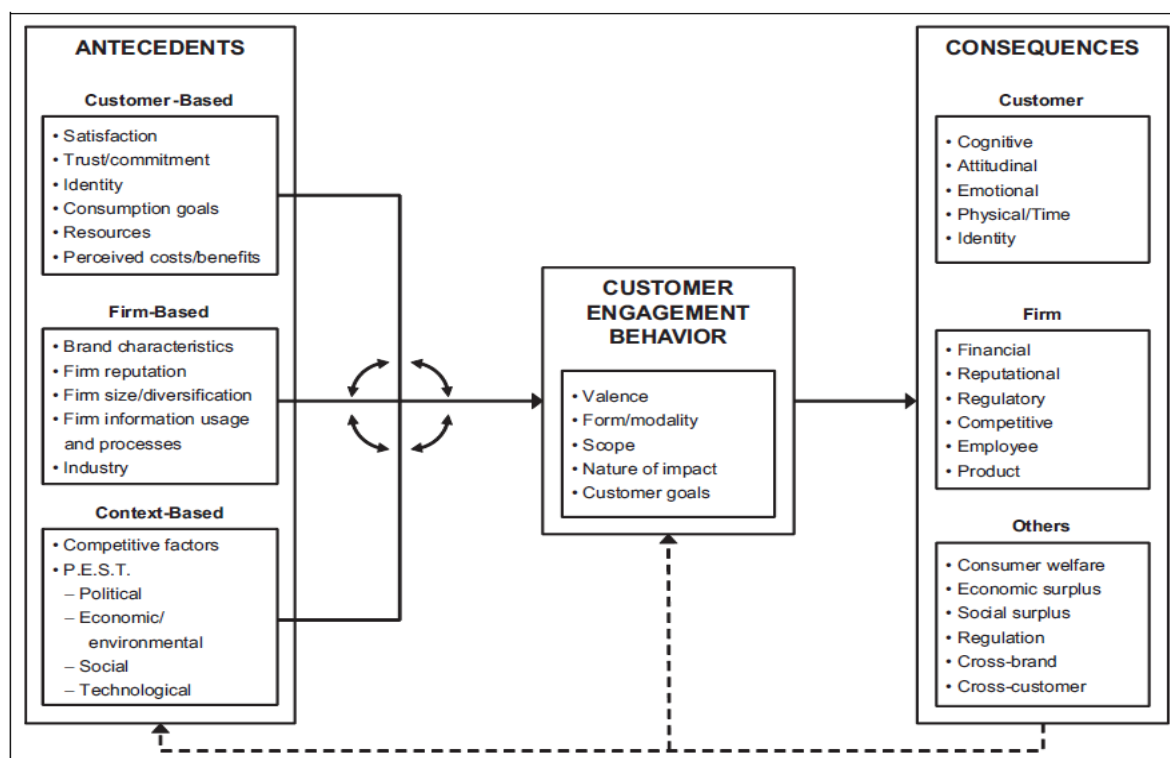 ANTECEDENTS
Customer-Based
• Satisfaction
• Trust/commitment
• Identity
• Consumption goals
• Resources
• Perceived costs/benefits
Firm-Based
• Brand characteristics
• Firm reputation
• Firm size/diversification
• Firm information usage
and processes
• Industry
Context-Based
• Competitive factors
• P.E.S.T.
– Political
– Economic/
environmental
– Social
– Technological
CUSTOMER
ENGAGEMENT
BEHAVIOR
• Valence
• Form/modality
• Scope
• Nature of impact
• Customer goals
CONSEQUENCES
Customer
• Cognitive
• Attitudinal
• Emotional
• Physical/Time
• Identity
Firm
• Financial
• Reputational
• Regulatory
• Competitive
• Employee
• Product
Others
• Consumer welfare
• Economic surplus
• Social surplus
• Regulation
• Cross-brand
• Cross-customer